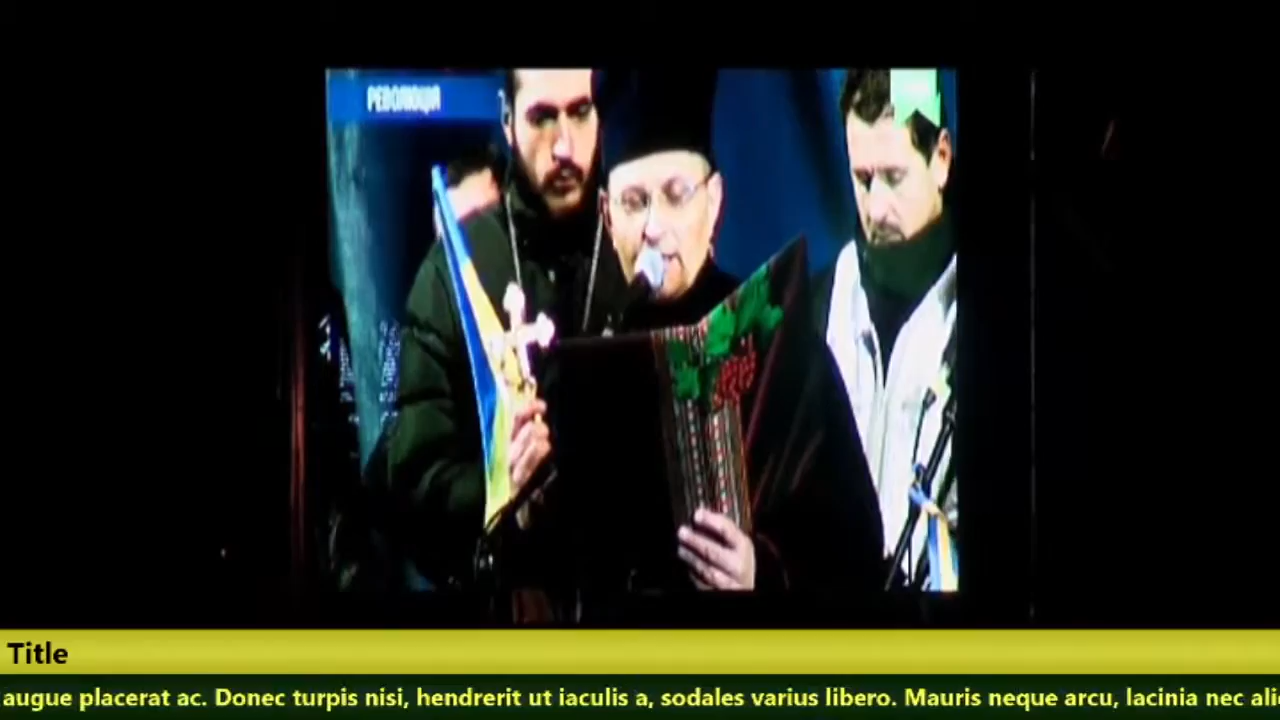 РЕВОЛЮЦІЯ
Title
augue placerat ac. Donec turpis nisi, hendrerit ut iaculis a, sodales varius libero. Mauris neque arcu, lacinia nec ali